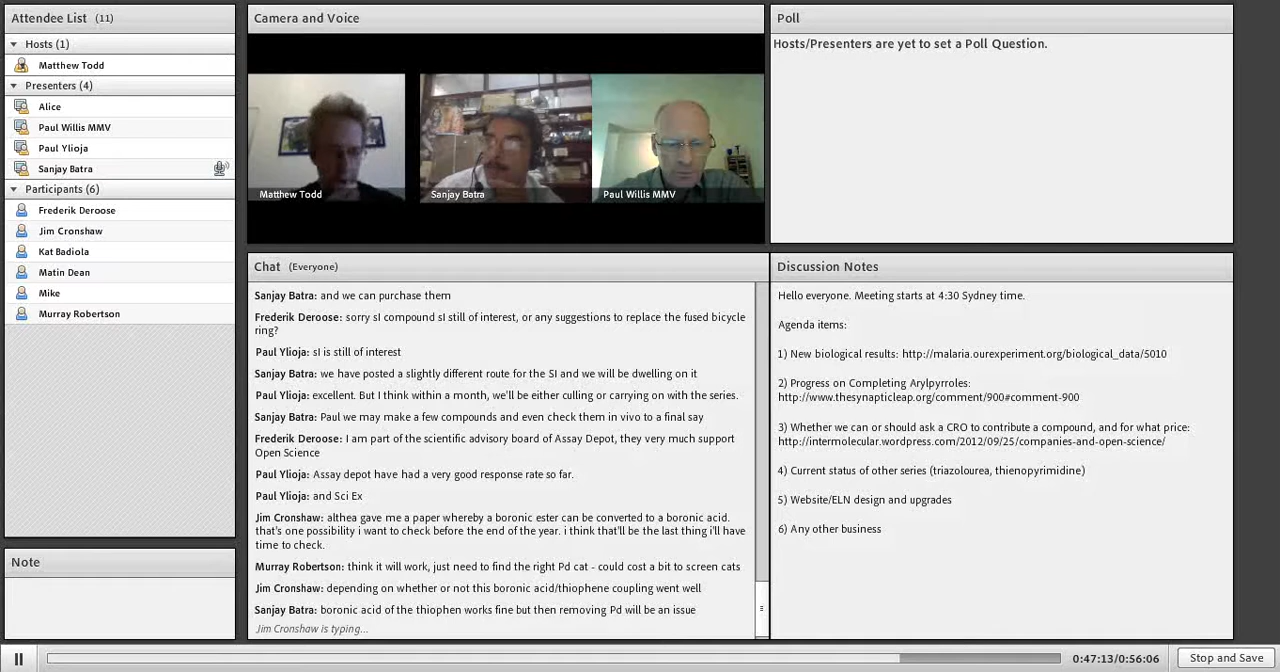 Attendee List (11)
Hosts (1)
Matthew Todd
Presenters (4)
Alice
Paul Willis MMV
Paul Ylioja
Sanjay Batra
Participants (6)
Frederik Deroose
Jim Cronshaw
Kat Badiola
Matin Dean
Mike
Murray Robertson
Note
Camera and Voice
Matthew Todd
Sanjay Batra
Paul Willis MMV
Poll
Hosts/Presenters are yet to set a Poll Question.
Chat (Everyone)
Sanjay Batra: and we can purchase them
Frederik Deroose: sorry sI compound sI still of interest, or any suggestions to replace the fused bicycle
ring?
Paul Ylioja: sI is still of interest
Sanjay Batra: we have posted a slightly different route for the SI and we will be dwelling on it
Paul Ylioja: excellent. But I think within a month, we'll be either culling or carrying on with the series.
Sanjay Batra: Paul we may make a few compounds and even check them in vivo to a final say
Frederik Deroose: I am part of the scientific advisory board of Assay Depot, they very much support
Open Science
Paul Ylioja: Assay depot have had a very good response rate so far.
Paul Ylioja: and Sci Ex
Jim Cronshaw: althea gave me a paper whereby a boronic ester can be converted to a boronic acid.
that's one possibility i want to check before the end of the year. i think that'll be the last thing i'll have
time to check.
Murray Robertson: think it will work, just need to find the right Pd cat - could cost a bit to screen cats
Jim Cronshaw: depending on whether or not this boronic acid/thiophene coupling went well
Sanjay Batra: boronic acid of the thiophen works fine but then removing Pd will be an issue
Jim Cronshaw is typing...
Discussion Notes
Hello everyone. Meeting starts at 4:30 Sydney time.
Agenda items:
1) New biological results: http://malaria.ourexperiment.org/biological_data/5010
2) Progress on Completing Arylpyrroles:
http://www.thesynapticleap.org/comment/900#comment-900
3) Whether we can or should ask a CRO to contribute a compound, and for what price:
http://intermolecular.wordpress.com/2012/09/25/companies-and-open-science/
4) Current status of other series (triazolourea, thienopyrimidine)
5) Website/ELN design and upgrades
6) Any other business
0:47:13/0:56:06
Stop and Save